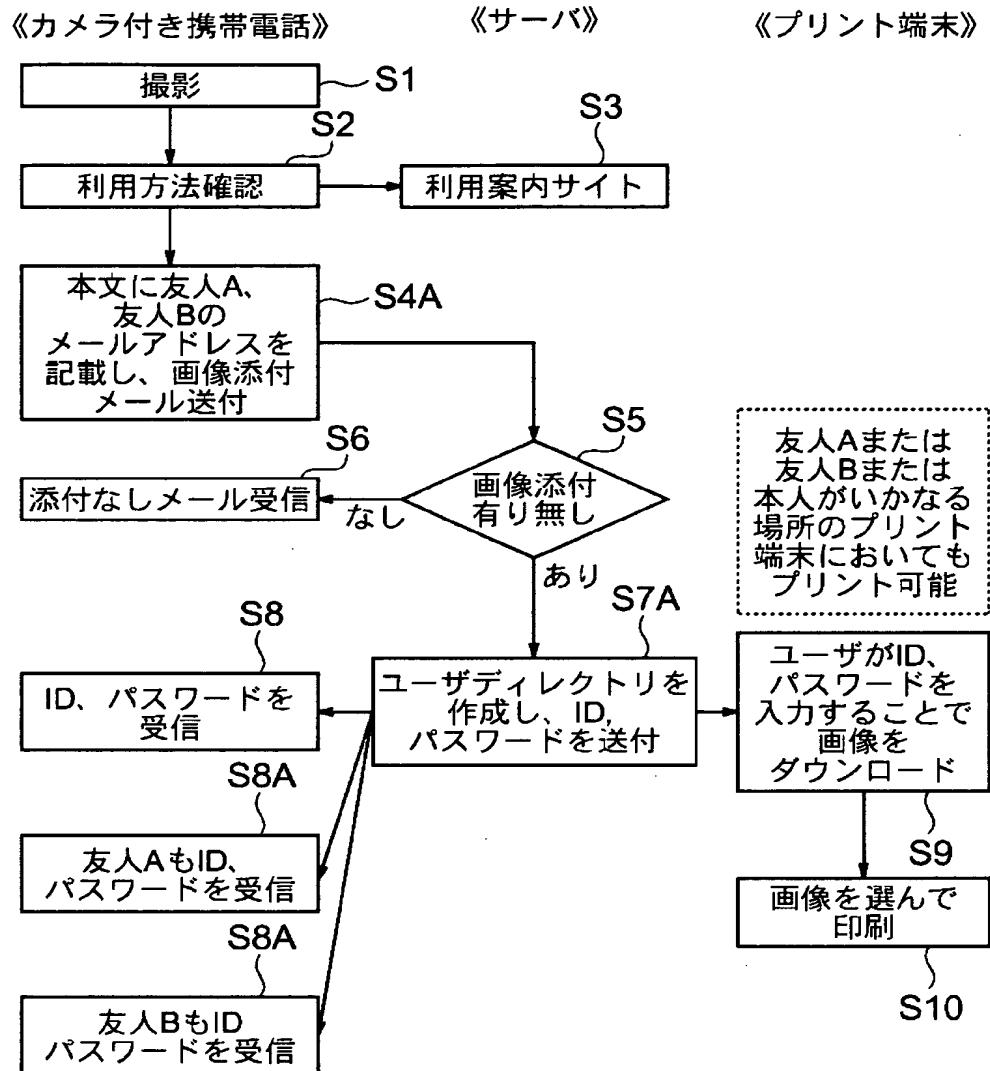 《カメラ付き携帯電話》
《サーバ》
《プリント端末》
撮影
S1
S2
利用方法確認
S3
利用案内サイト
本文に友人A、
友人Bの
メールアドレスを
記載し、画像添付
メール送付
S4A
S5
画像添付
有り無し
S6
添付なしメール受信
なし
あり
友人Aまたは
友人Bまたは
本人がいかなる
場所のプリント
端末においても
プリント可能
S7A
ユーザディレクトリを
作成し、ID,
パスワードを送付
S8
ID、パスワードを
受信
S8A
友人AもID、
パスワードを受信
S8A
友人BもID
パスワードを受信
ユーザがID、
パスワードを
入力することで
画像を
ダウンロード
S9
画像を選んで
印刷
S10